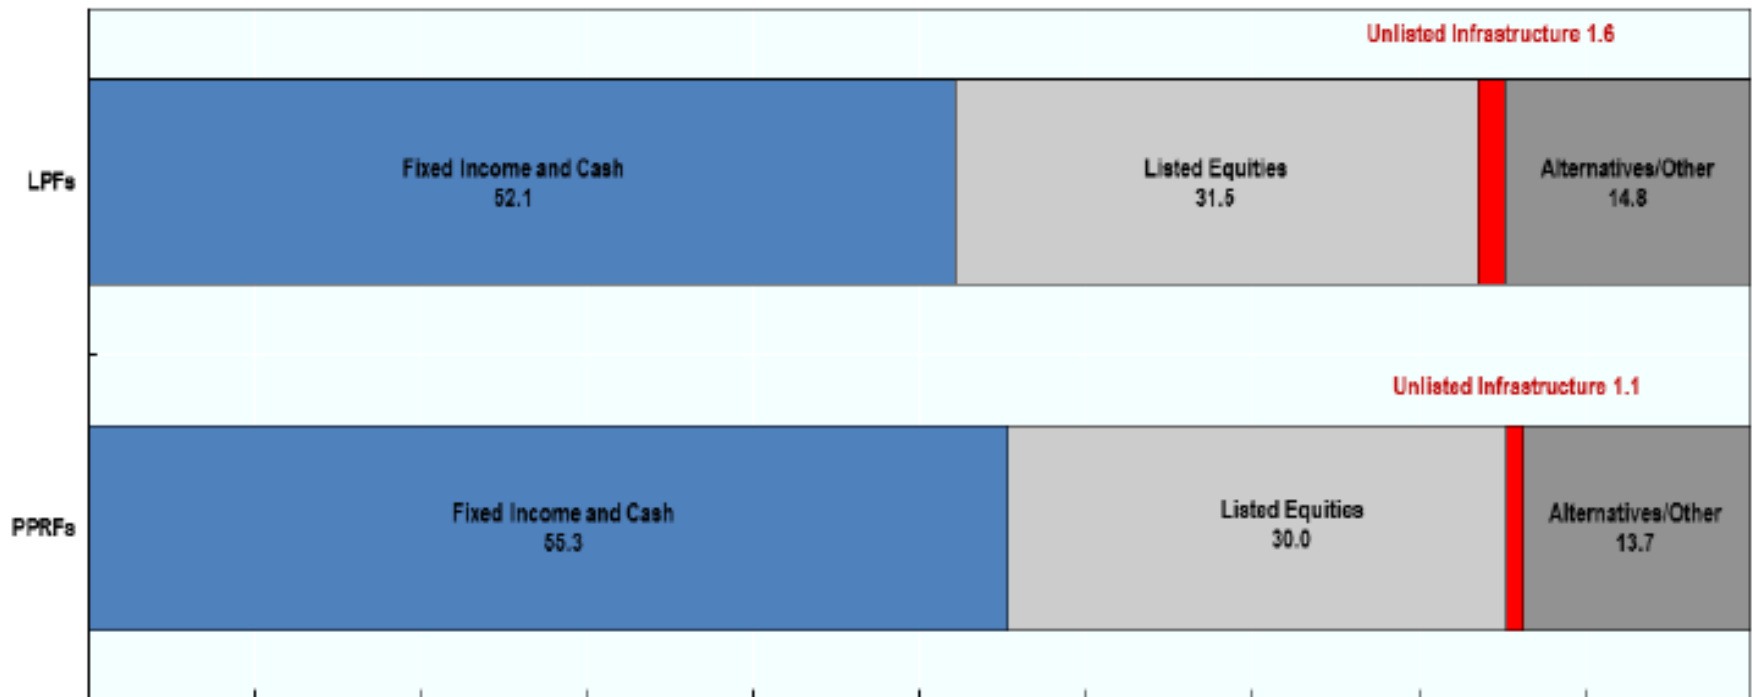 Unlisted Infrastructure 1.6
LPFs
Fixed Income and Cash
52.1
Listed Equities
31.5
Alternatives/Other
14.8
Unlisted Infrastructure 1.1
PPRFs
Fixed Income and Cash
55.3
Listed Equities
30.0
Alternatives/Other
13.7